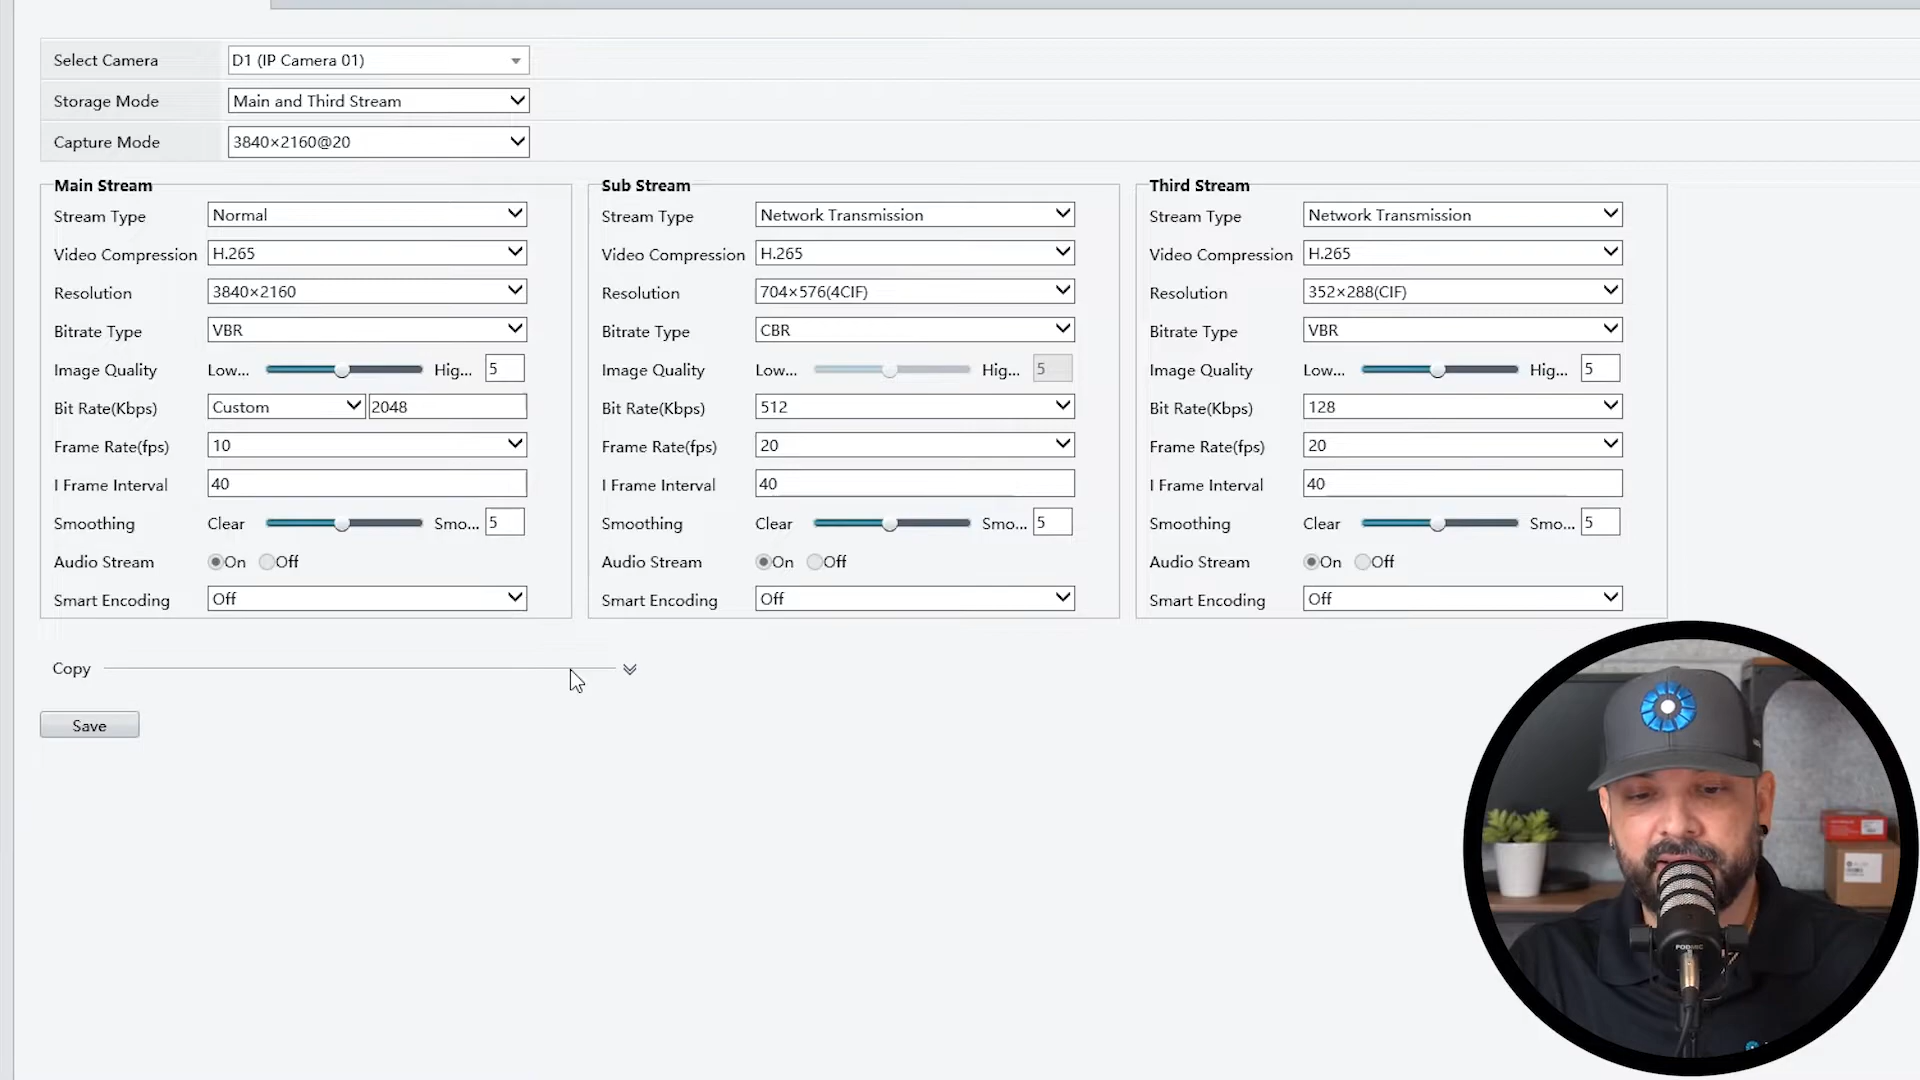 Select Camera D1 (IP Camera 01)
Storage Mode Main and Third Stream
Capture Mode 3840×2160@20
Main Stream
Stream Type Normal
Video Compression H.265
Resolution 3840×2160
Bitrate Type VBR
Image Quality Low... Hig... 5
Bit Rate(Kbps) Custom 2048
Frame Rate(fps) 10
I Frame Interval 40
Smoothing Clear Smo... 5
Audio Stream On Off
Smart Encoding Off
Sub Stream
Stream Type Network Transmission
Video Compression H.265
Resolution 704×576(4CIF)
Bitrate Type CBR
Image Quality Low... Hig... 5
Bit Rate(Kbps) 512
Frame Rate(fps) 20
I Frame Interval 40
Smoothing Clear Smo... 5
Audio Stream On Off
Smart Encoding Off
Third Stream
Stream Type Network Transmission
Video Compression H.265
Resolution 352×288(CIF)
Bitrate Type VBR
Image Quality Low... Hig... 5
Bit Rate(Kbps) 128
Frame Rate(fps) 20
I Frame Interval 40
Smoothing Clear Smo... 5
Audio Stream On Off
Smart Encoding Off
Copy
Save
PODMIC